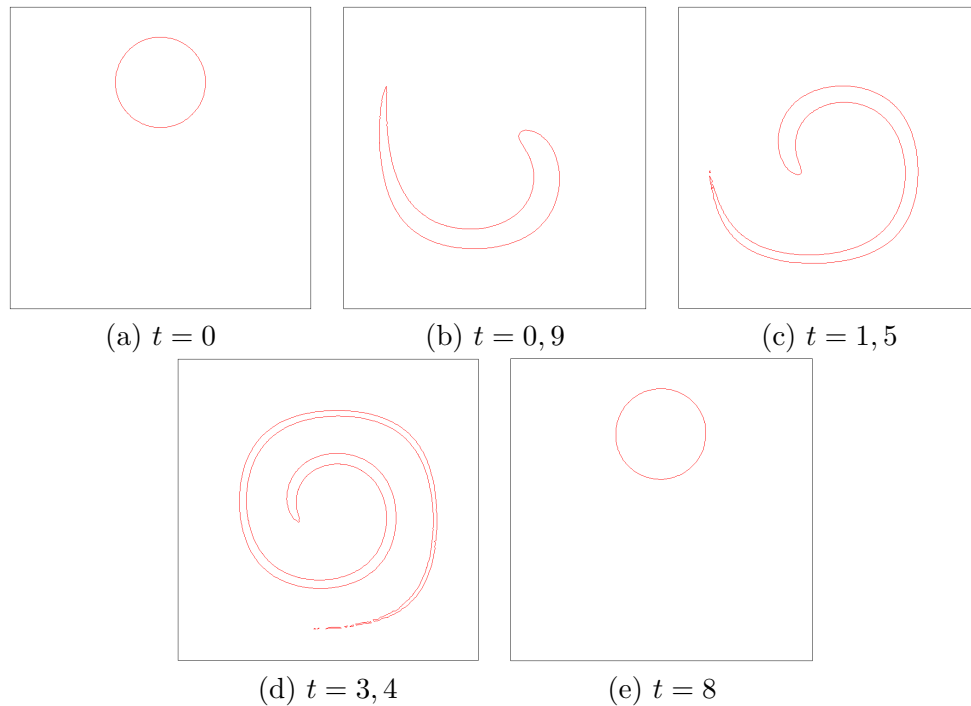 (a) t = 0
(b) t = 0,9
(c) t = 1,5
(d) t = 3,4
(e) t = 8